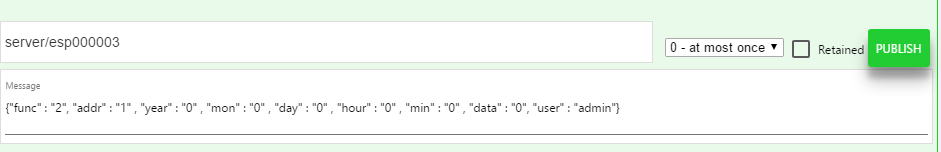 server/esp000003
0 - at most once
Retained
PUBLISH
Message
{"func" : "2", "addr" : "1" , "year" : "0" , "mon" : "0" , "day" : "0" , "hour" : "0" , "min" : "0" , "data" : "0", "user" : "admin"}